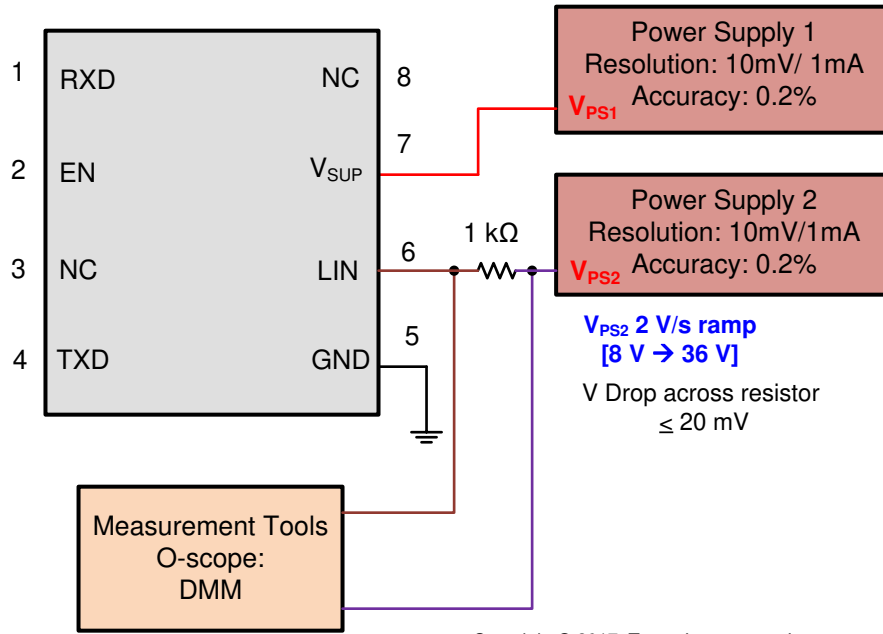 1 RXD NC 8
2 EN VSUP 7
3 NC LIN 6
4 TXD GND 5
1 kΩ
Power Supply 1
Resolution: 10mV/ 1mA
VPS1 Accuracy: 0.2%
Power Supply 2
Resolution: 10mV/1mA
VPS2 Accuracy: 0.2%
VPS2 2 V/s ramp
[8 V → 36 V]
V Drop across resistor
≤ 20 mV
Measurement Tools
O-scope:
DMM